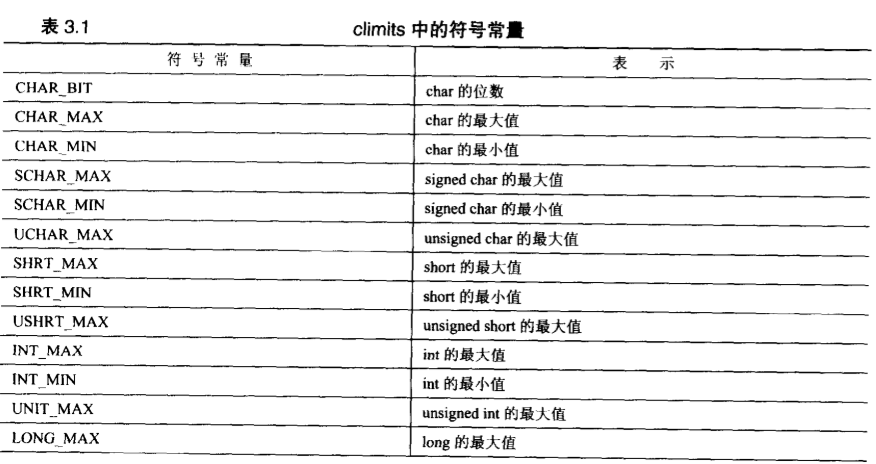 表 3.1 climits 中的符号常量
符 号 常 量 表 示
CHAR_BIT char 的位数
CHAR_MAX char 的最大值
CHAR_MIN char 的最小值
SCHAR_MAX signed char 的最大值
SCHAR_MIN signed char 的最小值
UCHAR_MAX unsigned char 的最大值
SHRT_MAX short 的最大值
SHRT_MIN short 的最小值
USHRT_MAX unsigned short 的最大值
INT_MAX int 的最大值
INT_MIN int 的最小值
UNIT_MAX unsigned int 的最大值
LONG_MAX long 的最大值